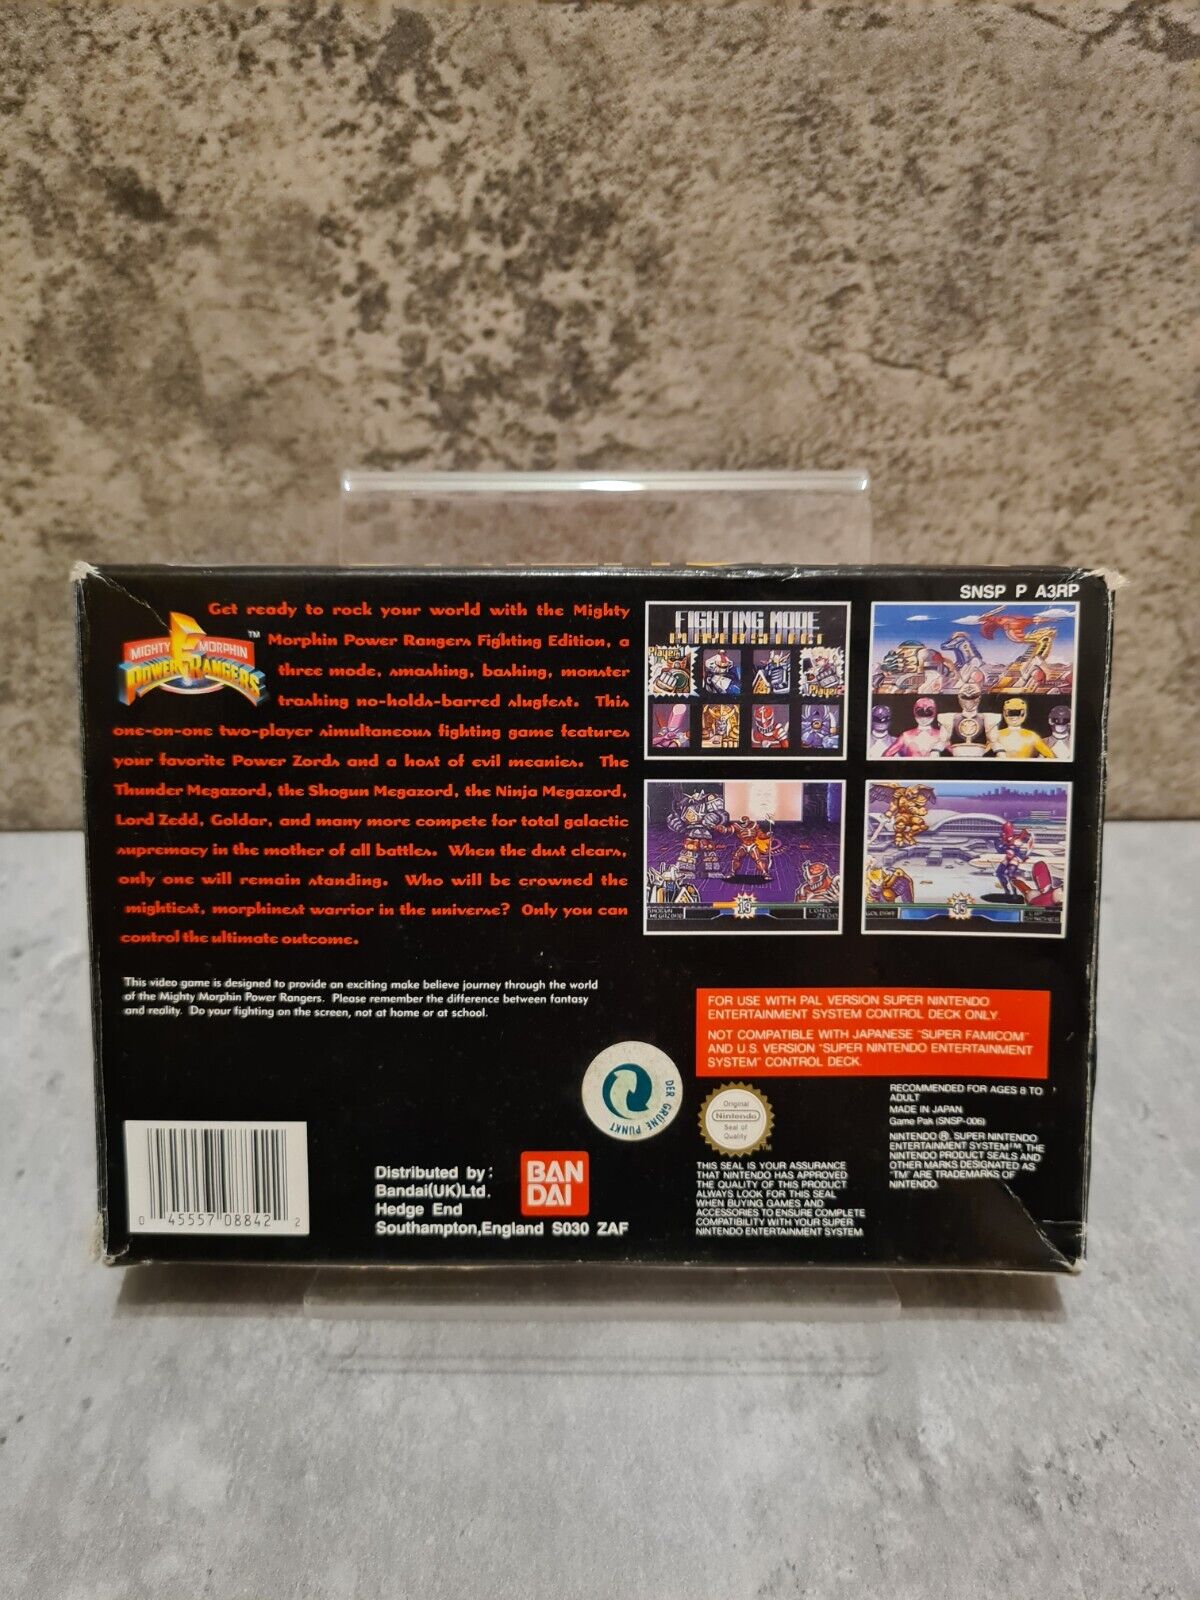 SNSP P A3RP
MIGHTY MORPHIN
POWER RANGERS
TM
Get ready to rock your world with the Mighty
Morphin Power Rangers Fighting Edition, a
three mode, smashing, bashing, monster
trashing no-holds-barred slugfest. This
one-on-one two-player simultaneous fighting game features
your favorite Power Zords and a host of evil meanies. The
Thunder Megazord, the Shogun Megazord, the Ninja Megazord,
Lord Zedd, Goldar, and many more compete for total galactic
supremacy in the mother of all battles. When the dust clears,
only one will remain standing. Who will be crowned the
mightiest, morphinest warrior in the universe? Only you can
control the ultimate outcome.
FIGHTING MODE
PLAYER SELECT
Player
Player
SHOGUN
MEGAZORD
19
LORD
ZEDD
GOLDAR
45
This video game is designed to provide an exciting make believe journey through the world
of the Mighty Morphin Power Rangers. Please remember the difference between fantasy
and reality. Do your fighting on the screen, not at home or at school.
FOR USE WITH PAL VERSION SUPER NINTENDO
ENTERTAINMENT SYSTEM CONTROL DECK ONLY.
NOT COMPATIBLE WITH JAPANESE "SUPER FAMICOM"
AND U.S. VERSION "SUPER NINTENDO ENTERTAINMENT
SYSTEM" CONTROL DECK.
DER GRÜNE PUNKT
Original
Nintendo
Seal of
Quality
TM
THIS SEAL IS YOUR ASSURANCE
THAT NINTENDO HAS APPROVED
THE QUALITY OF THIS PRODUCT.
ALWAYS LOOK FOR THIS SEAL
WHEN BUYING GAMES AND
ACCESSORIES TO ENSURE COMPLETE
COMPATIBILITY WITH YOUR SUPER
NINTENDO ENTERTAINMENT SYSTEM.
RECOMMENDED FOR AGES 8 TO
ADULT
MADE IN JAPAN
Game Pak (SNSP-006)
NINTENDO ®, SUPER NINTENDO
ENTERTAINMENT SYSTEM™, THE
NINTENDO PRODUCT SEALS AND
OTHER MARKS DESIGNATED AS
"TM" ARE TRADEMARKS OF
NINTENDO.
0 45557 08842 2
Distributed by:
Bandai(UK)Ltd.
Hedge End
Southampton,England S030 ZAF
BAN
DAI